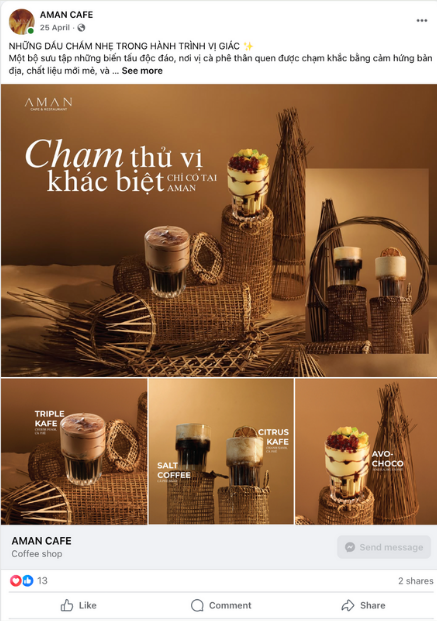 AMAN CAFE
25 April ·
NHỮNG DẤU CHÁM NHẸ TRONG HÀNH TRÌNH VỊ GIÁC ✨
Một bộ sưu tập những biến tấu độc đáo, nơi vị cà phê thân quen được chạm khắc bằng cảm hứng bản
địa, chất liệu mới mẻ, và ... See more
AMAN
CAFE & RESTAURANT
Chạm thử vị
khác biệt CHỈ CÓ TẠI
AMAN
TRIPLE
KAFE
SALT
COFFEE
CITRUS
KAFE
AVO-
CHOCO
AMAN CAFE
Coffee shop
Send message
13
2 shares
Like
Comment
Share